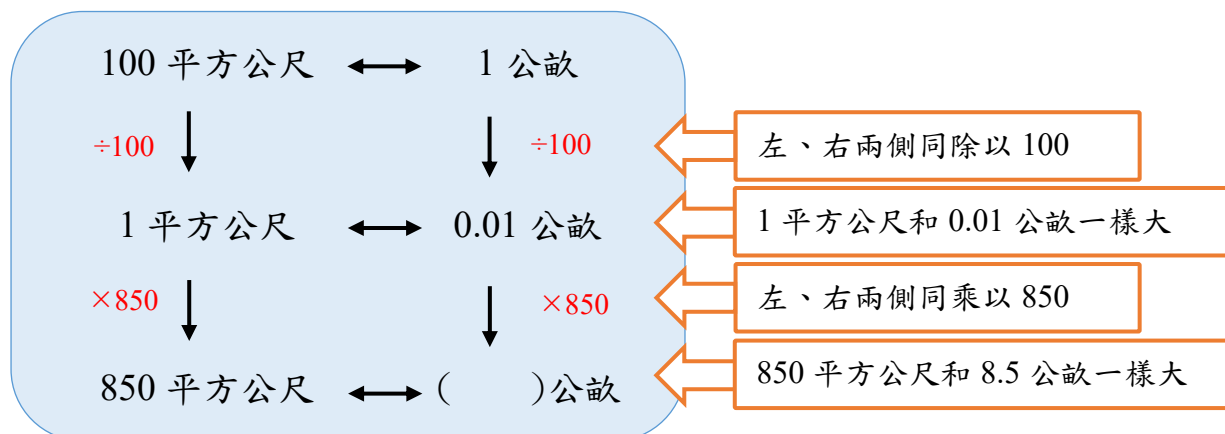 100 平方公尺 ↔ 1 公畝
÷100 ÷100
左、右兩側同除以 100
1 平方公尺 ↔ 0.01 公畝
1 平方公尺和 0.01 公畝一樣大
×850 ×850
左、右兩側同乘以 850
850 平方公尺 ↔ ( )公畝
850 平方公尺和 8.5 公畝一樣大